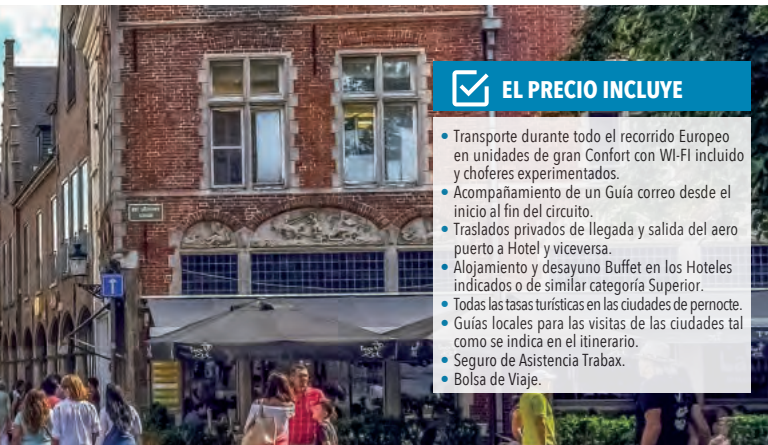 EL PRECIO INCLUYE
• Transporte durante todo el recorrido Europeo
en unidades de gran Confort con WI-FI incluido
y choferes experimentados.
• Acompañamiento de un Guía correo desde el
inicio al fin del circuito.
• Traslados privados de llegada y salida del aero
puerto a Hotel y viceversa.
• Alojamiento y desayuno Buffet en los Hoteles
indicados o de similar categoría Superior.
• Todas las tasas turísticas en las ciudades de pernocte.
• Guías locales para las visitas de las ciudades tal
como se indica en el itinerario.
• Seguro de Asistencia Trabax.
• Bolsa de Viaje.